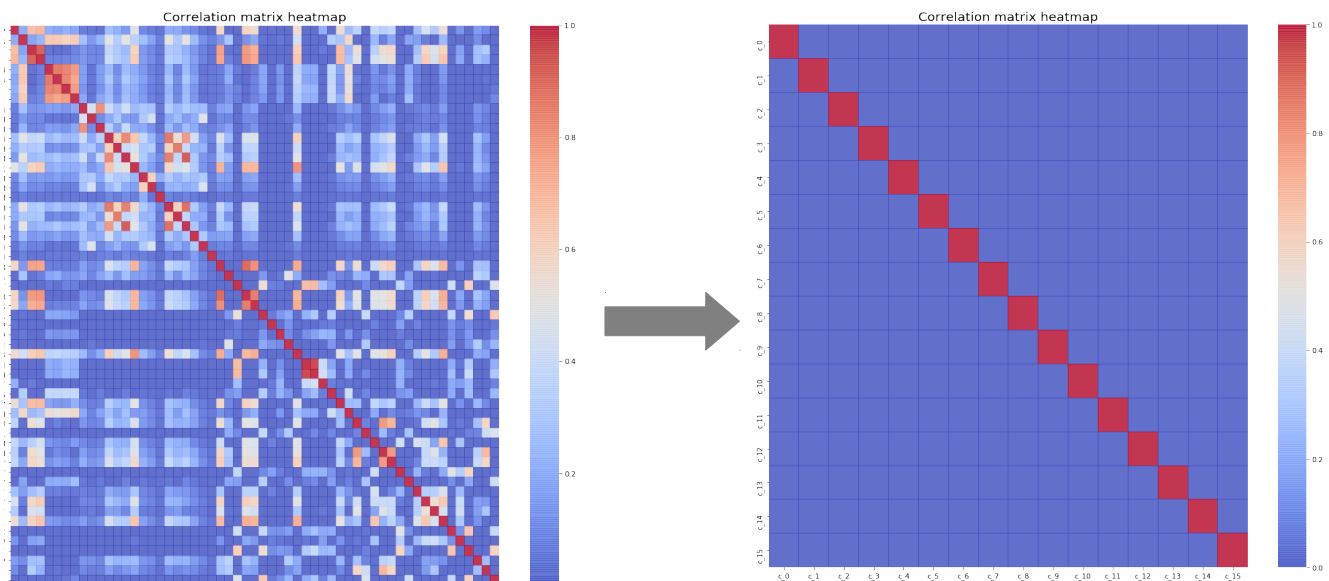 Correlation matrix heatmap
1.0
0.8
0.6
0.4
0.2
Correlation matrix heatmap
c_0
c_1
c_2
c_3
c_4
c_5
c_6
c_7
c_8
c_9
c_10
c_11
c_12
c_13
c_14
c_15
c_0 c_1 c_2 c_3 c_4 c_5 c_6 c_7 c_8 c_9 c_10 c_11 c_12 c_13 c_14 c_15
1.0
0.8
0.6
0.4
0.2
0.0